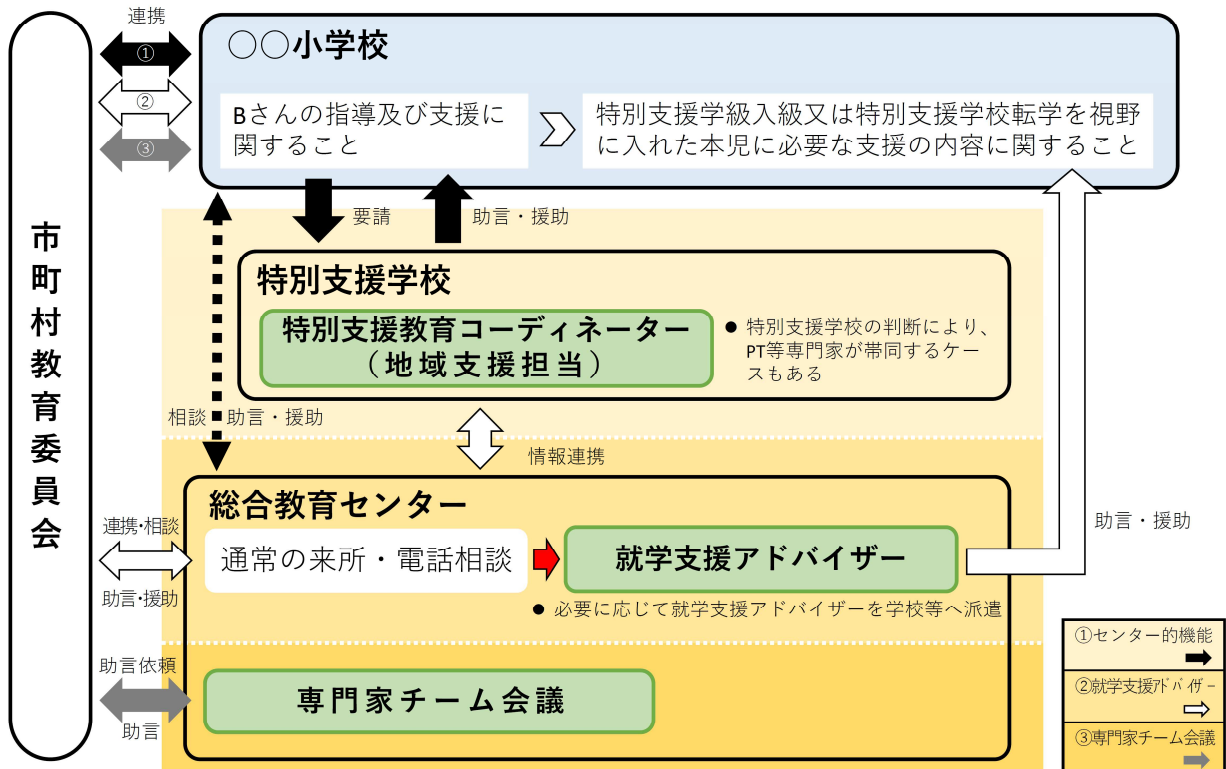 連携
①
②
③
○○小学校
Bさんの指導及び支援に
関すること
特別支援学級入級又は特別支援学校転学を視野
に入れた本児に必要な支援の内容に関すること
市町村教育委員会
要請
助言・援助
特別支援学校
特別支援教育コーディネーター
（地域支援担当）
● 特別支援学校の判断により、
PT等専門家が帯同するケー
スもある
相談
助言・援助
情報連携
総合教育センター
連携・相談
助言・援助
通常の来所・電話相談
就学支援アドバイザー
● 必要に応じて就学支援アドバイザーを学校等へ派遣
助言・援助
助言依頼
助言
専門家チーム会議
①センター的機能
②就学支援アドバイザー
③専門家チーム会議